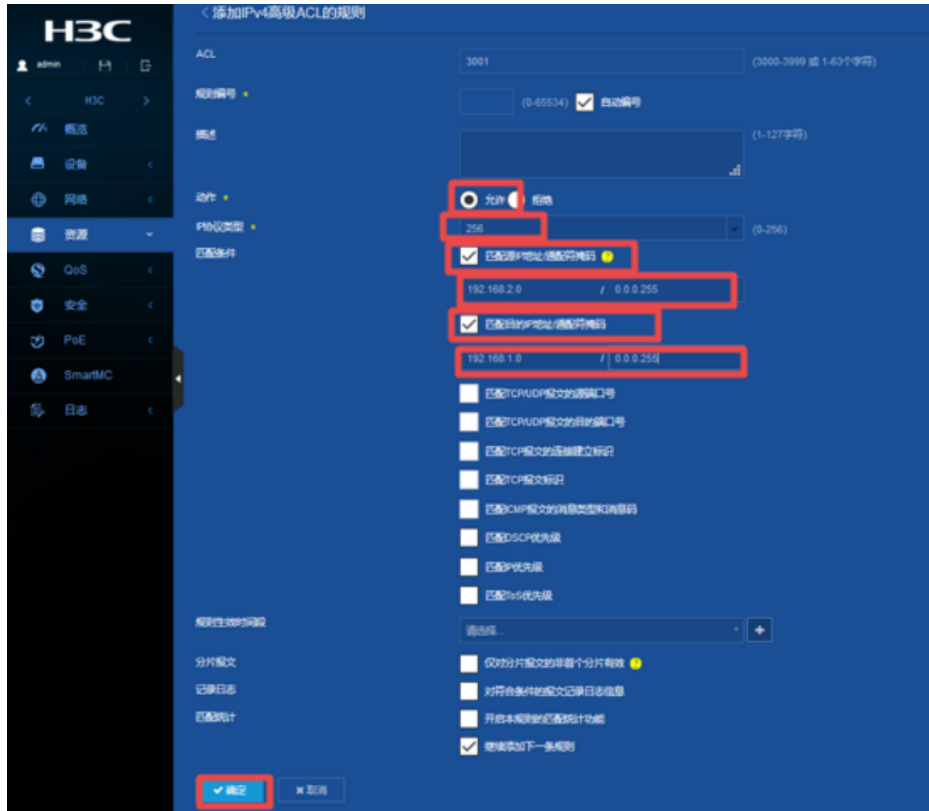 H3C
admin
H3C
概览
设备
网络
资源
QoS
安全
PoE
SmartMC
日志
添加IPv4高级ACL的规则
ACL
3001
(3000-3999 或 1-63个字符)
规则编号 *
(0-65534) 自动编号
描述
(1-127字符)
动作 *
允许 拒绝
IP协议类型 *
256
(0-256)
匹配条件
匹配源IP地址/通配符掩码 ?
192.168.2.0 / 0.0.0.255
匹配目的IP地址/通配符掩码
192.168.1.0 / 0.0.0.255
匹配TCP/UDP报文的源端口号
匹配TCP/UDP报文的目的端口号
匹配TCP报文的连接建立标识
匹配TCP报文标识
匹配ICMP报文的消息类型和消息码
匹配DSCP优先级
匹配IP优先级
匹配ToS优先级
规则生效时间段
请选择...
分片报文
仅对分片报文的非首个分片有效 ?
记录日志
对符合条件的报文记录日志信息
匹配统计
开启本规则的匹配统计功能
继续添加下一条规则
确定
取消